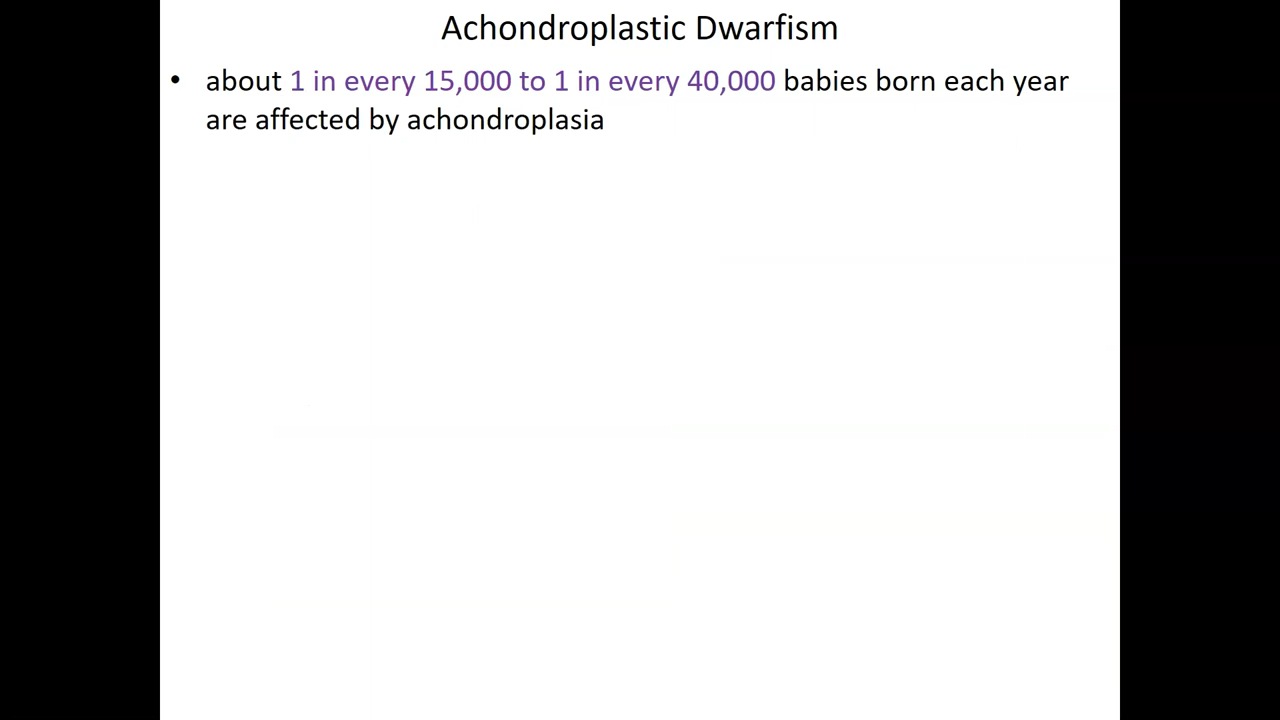 Achondroplastic Dwarfism
• about 1 in every 15,000 to 1 in every 40,000 babies born each year
are affected by achondroplasia